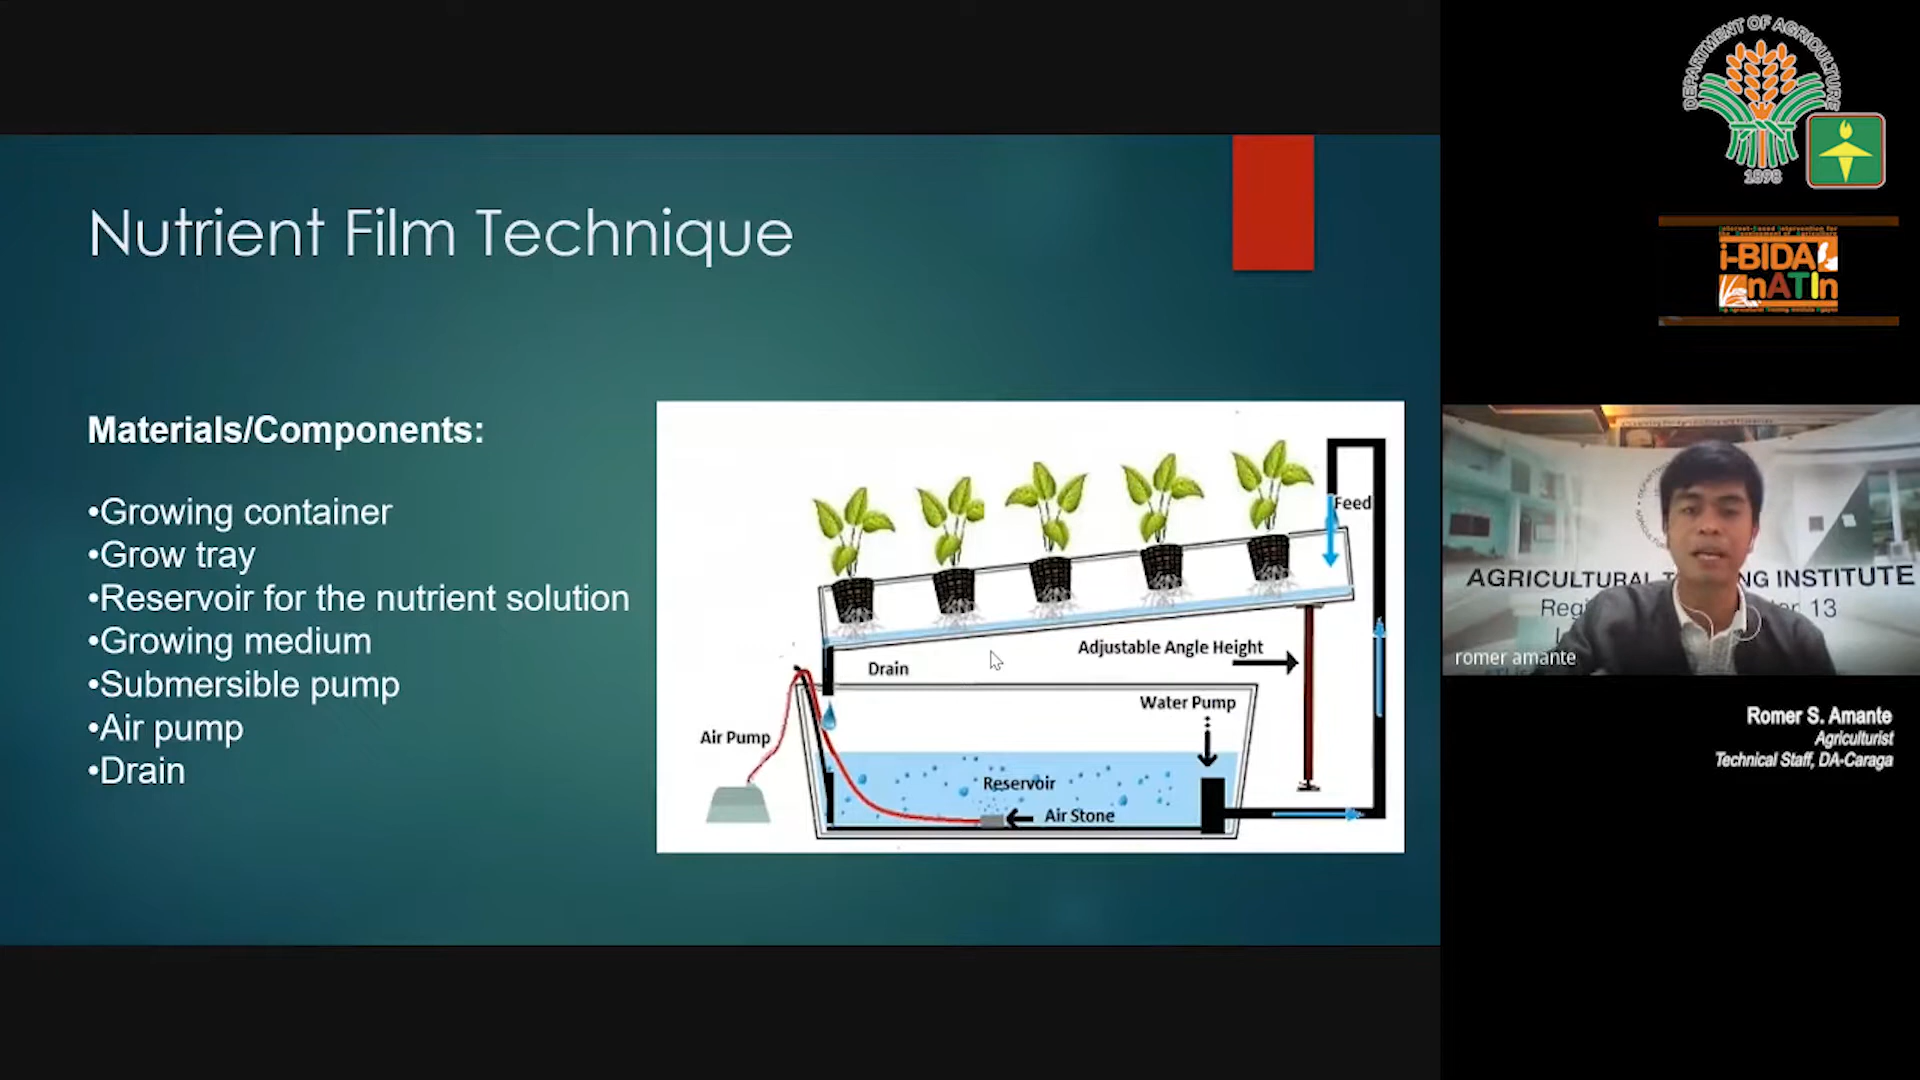 Nutrient Film Technique
Materials/Components:
•Growing container
•Grow tray
•Reservoir for the nutrient solution
•Growing medium
•Submersible pump
•Air pump
•Drain
Feed
Adjustable Angle Height
Drain
Water Pump
Air Pump
Reservoir
Air Stone
DEPARTMENT OF AGRICULTURE
1898
i-BIDA
nATIn
AGRICULTURAL T NG INSTITUTE
Regi er 13
romer amante
Romer S. Amante
Agriculturist
Technical Staff, DA-Caraga